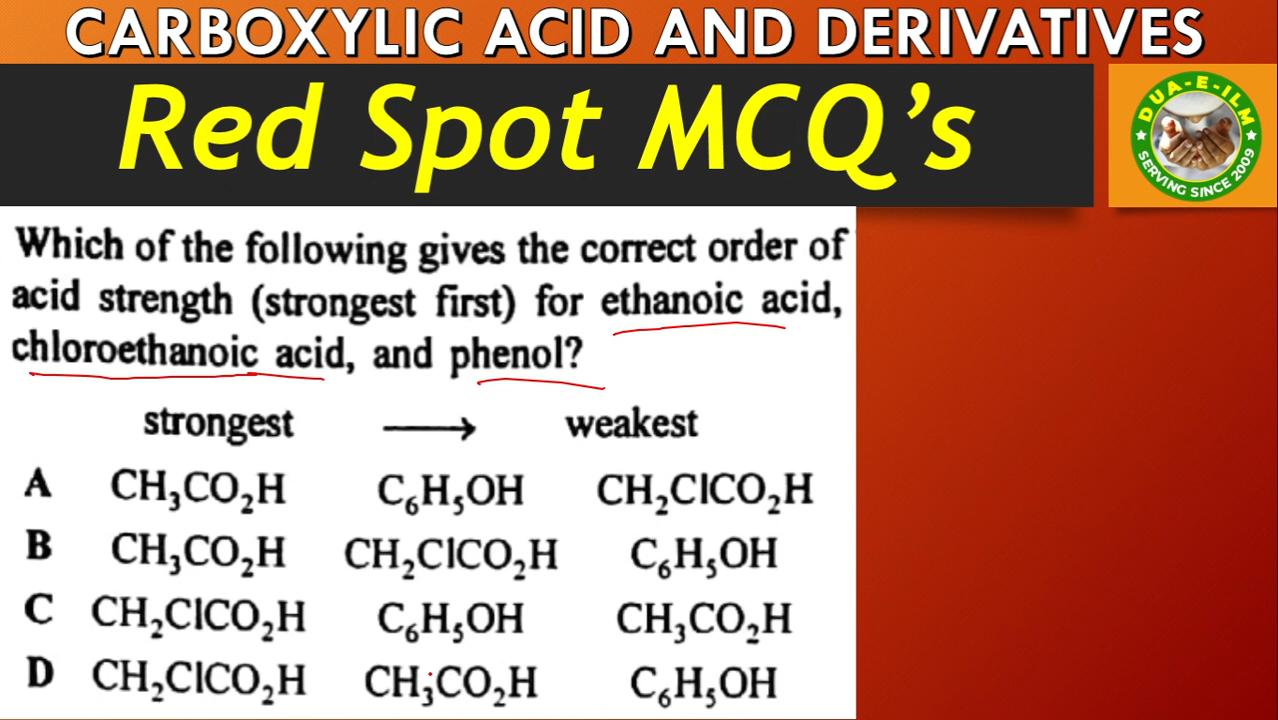 CARBOXYLIC ACID AND DERIVATIVES
Red Spot MCQ’s
DUA-E-ILM
SERVING SINCE 2009
Which of the following gives the correct order of
acid strength (strongest first) for ethanoic acid,
chloroethanoic acid, and phenol?
strongest ⟶ weakest
A CH₃CO₂H C₆H₅OH CH₂ClCO₂H
B CH₃CO₂H CH₂ClCO₂H C₆H₅OH
C CH₂ClCO₂H C₆H₅OH CH₃CO₂H
D CH₂ClCO₂H CH₃CO₂H C₆H₅OH